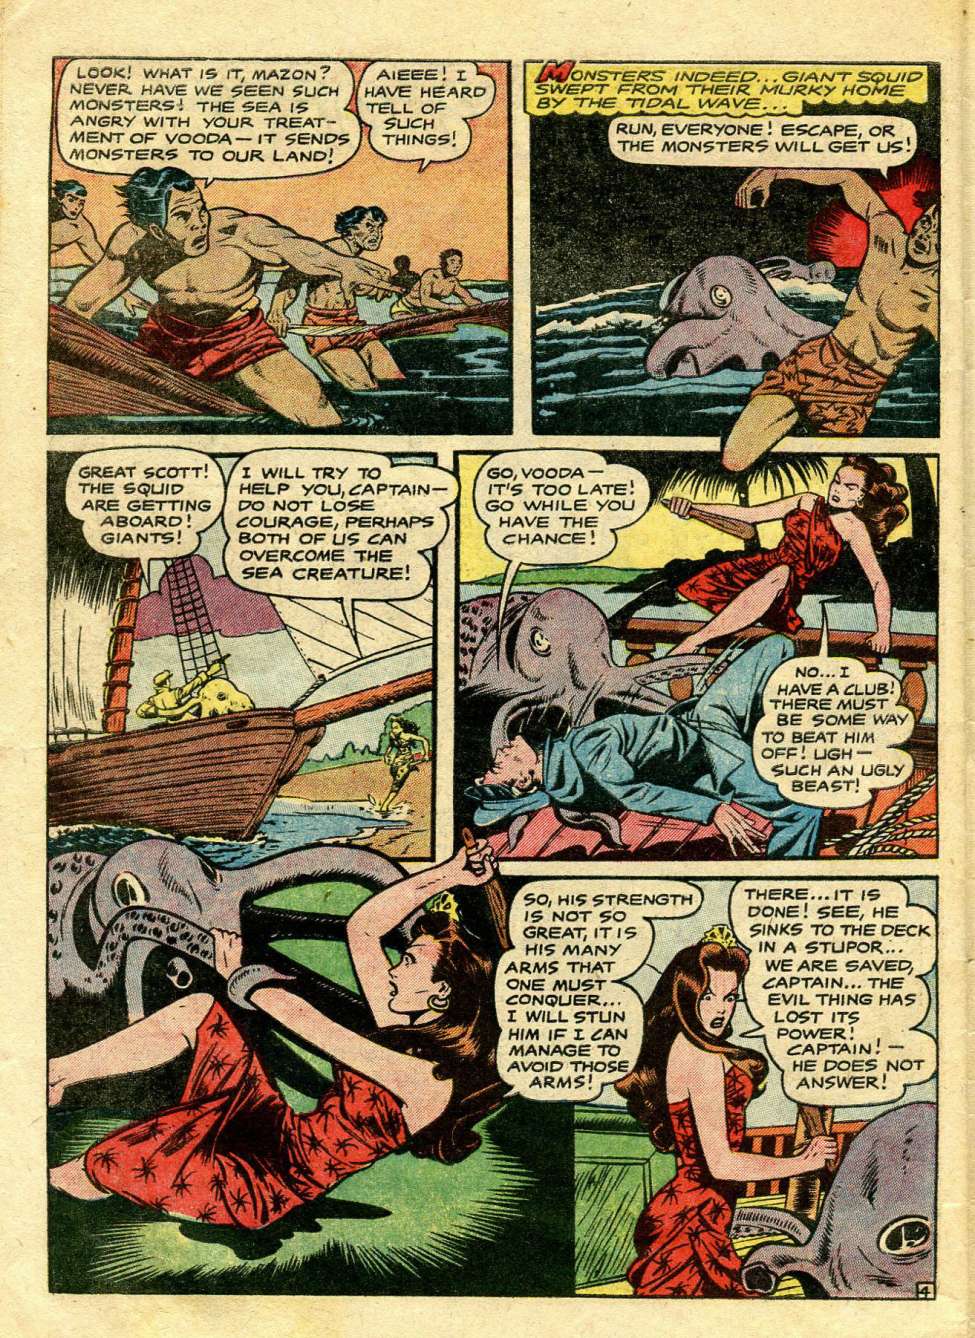 LOOK! WHAT IS IT, MAZON?
NEVER HAVE WE SEEN SUCH
MONSTERS! THE SEA IS
ANGRY WITH YOUR TREAT-
MENT OF VOODA—IT SENDS
MONSTERS TO OUR LAND!
AIEEE! I
HAVE HEARD
TELL OF
SUCH
THINGS!
MONSTERS INDEED... GIANT SQUID
SWEPT FROM THEIR MURKY HOME
BY THE TIDAL WAVE...
RUN, EVERYONE! ESCAPE, OR
THE MONSTERS WILL GET US!
GREAT SCOTT!
THE SQUID
ARE GETTING
ABOARD!
GIANTS!
I WILL TRY TO
HELP YOU, CAPTAIN—
DO NOT LOSE
COURAGE, PERHAPS
BOTH OF US CAN
OVERCOME THE
SEA CREATURE!
GO, VOODA—
IT'S TOO LATE!
GO WHILE YOU
HAVE THE
CHANCE!
NO... I
HAVE A CLUB!
THERE MUST
BE SOME WAY
TO BEAT HIM
OFF! UGH—
SUCH AN UGLY
BEAST!
SO, HIS STRENGTH
IS NOT SO
GREAT, IT IS
HIS MANY
ARMS THAT
ONE MUST
CONQUER...
I WILL STUN
HIM IF I CAN
MANAGE TO
AVOID THOSE
ARMS!
THERE... IT IS
DONE! SEE, HE
SINKS TO THE DECK
IN A STUPOR...
WE ARE SAVED,
CAPTAIN... THE
EVIL THING HAS
LOST ITS
POWER!
CAPTAIN!—
HE DOES NOT
ANSWER!
4